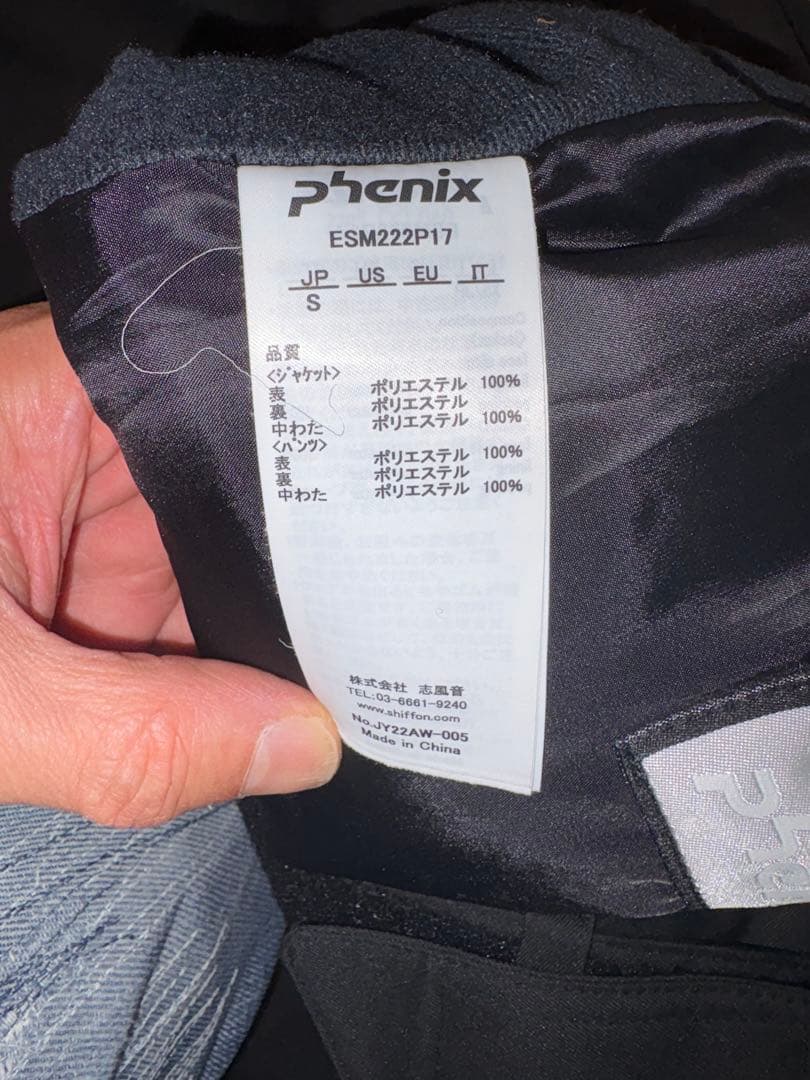 phenix
ESM222P17
JP US EU IT
S
品質
<ジャケット>
表 ポリエステル 100%
裏 ポリエステル
中わた ポリエステル 100%
<パンツ>
表 ポリエステル 100%
裏 ポリエステル
中わた ポリエステル 100%
株式会社 志風音
TEL:03-6661-9240
www.shiffon.com
No.JY22AW-005
Made in China